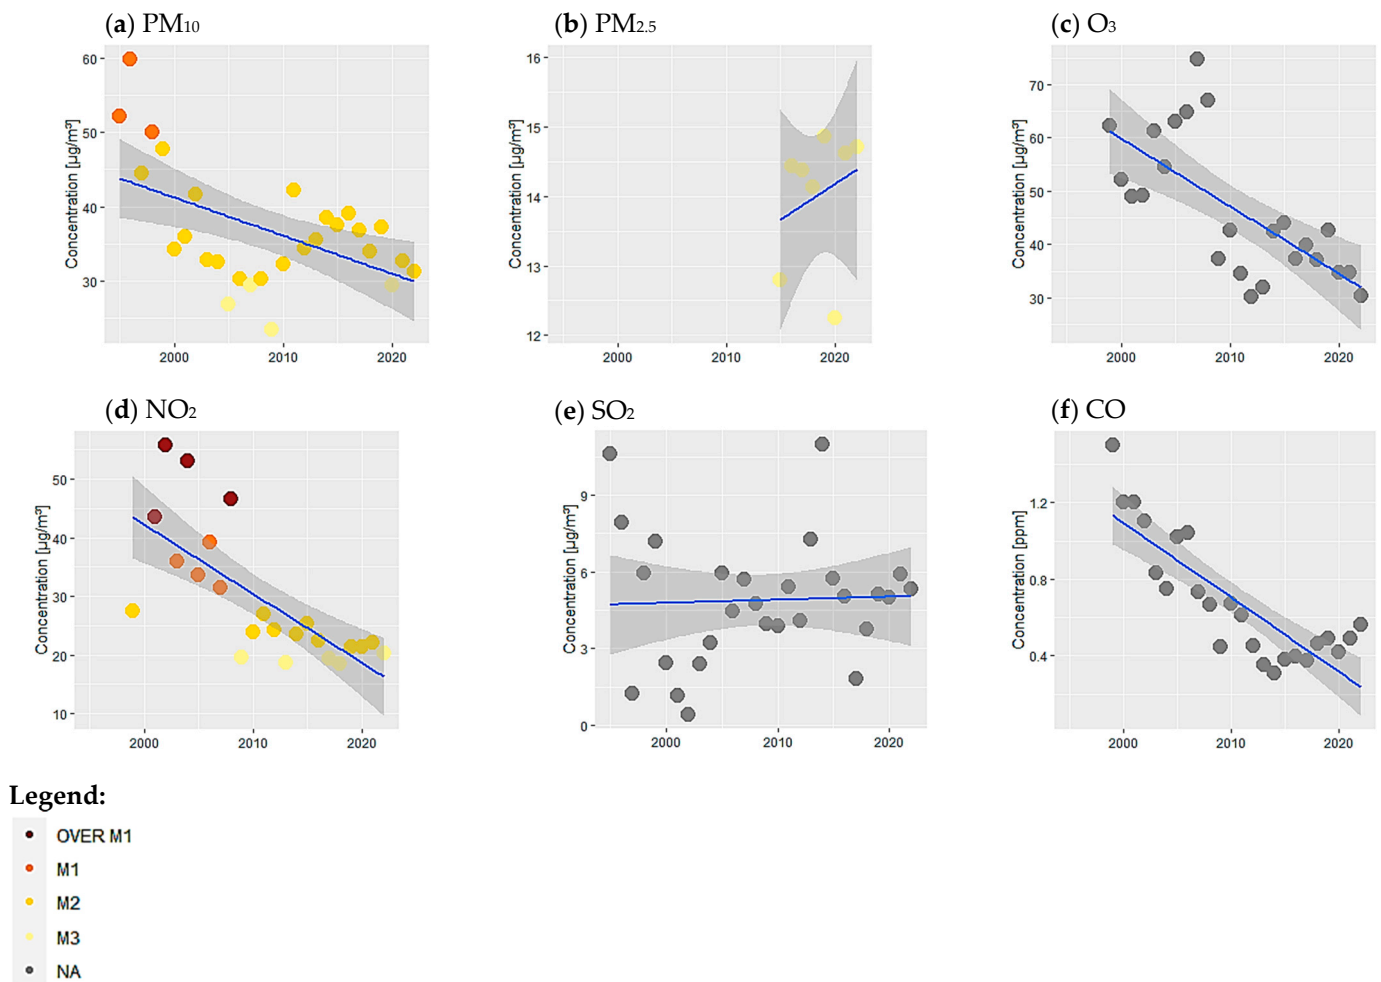 (a) PM10
(b) PM2.5
(c) O3
Concentration [µg/m³]
60
50
40
30
2000
2010
2020
Concentration [µg/m³]
16
15
14
13
12
2000
2010
2020
Concentration [µg/m³]
70
60
50
40
30
2000
2010
2020
(d) NO2
(e) SO2
(f) CO
Concentration [µg/m³]
50
40
30
20
10
2000
2010
2020
Concentration [µg/m³]
9
6
3
0
2000
2010
2020
Concentration [ppm]
1.2
0.8
0.4
2000
2010
2020
Legend:
OVER M1
M1
M2
M3
NA